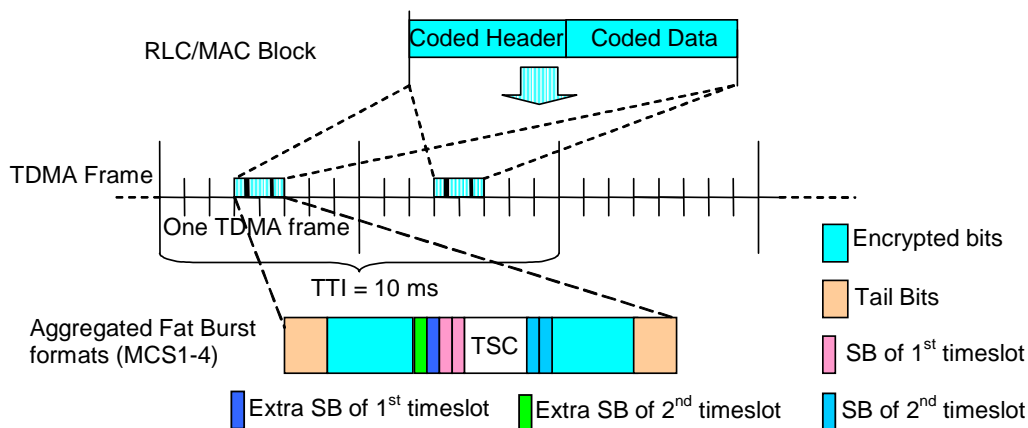 Coded Header Coded Data
RLC/MAC Block
TDMA Frame
One TDMA frame
TTI = 10 ms
Encrypted bits
Tail Bits
Aggregated Fat Burst
formats (MCS1-4)
TSC
SB of 1st timeslot
Extra SB of 1st timeslot
Extra SB of 2nd timeslot
SB of 2nd timeslot